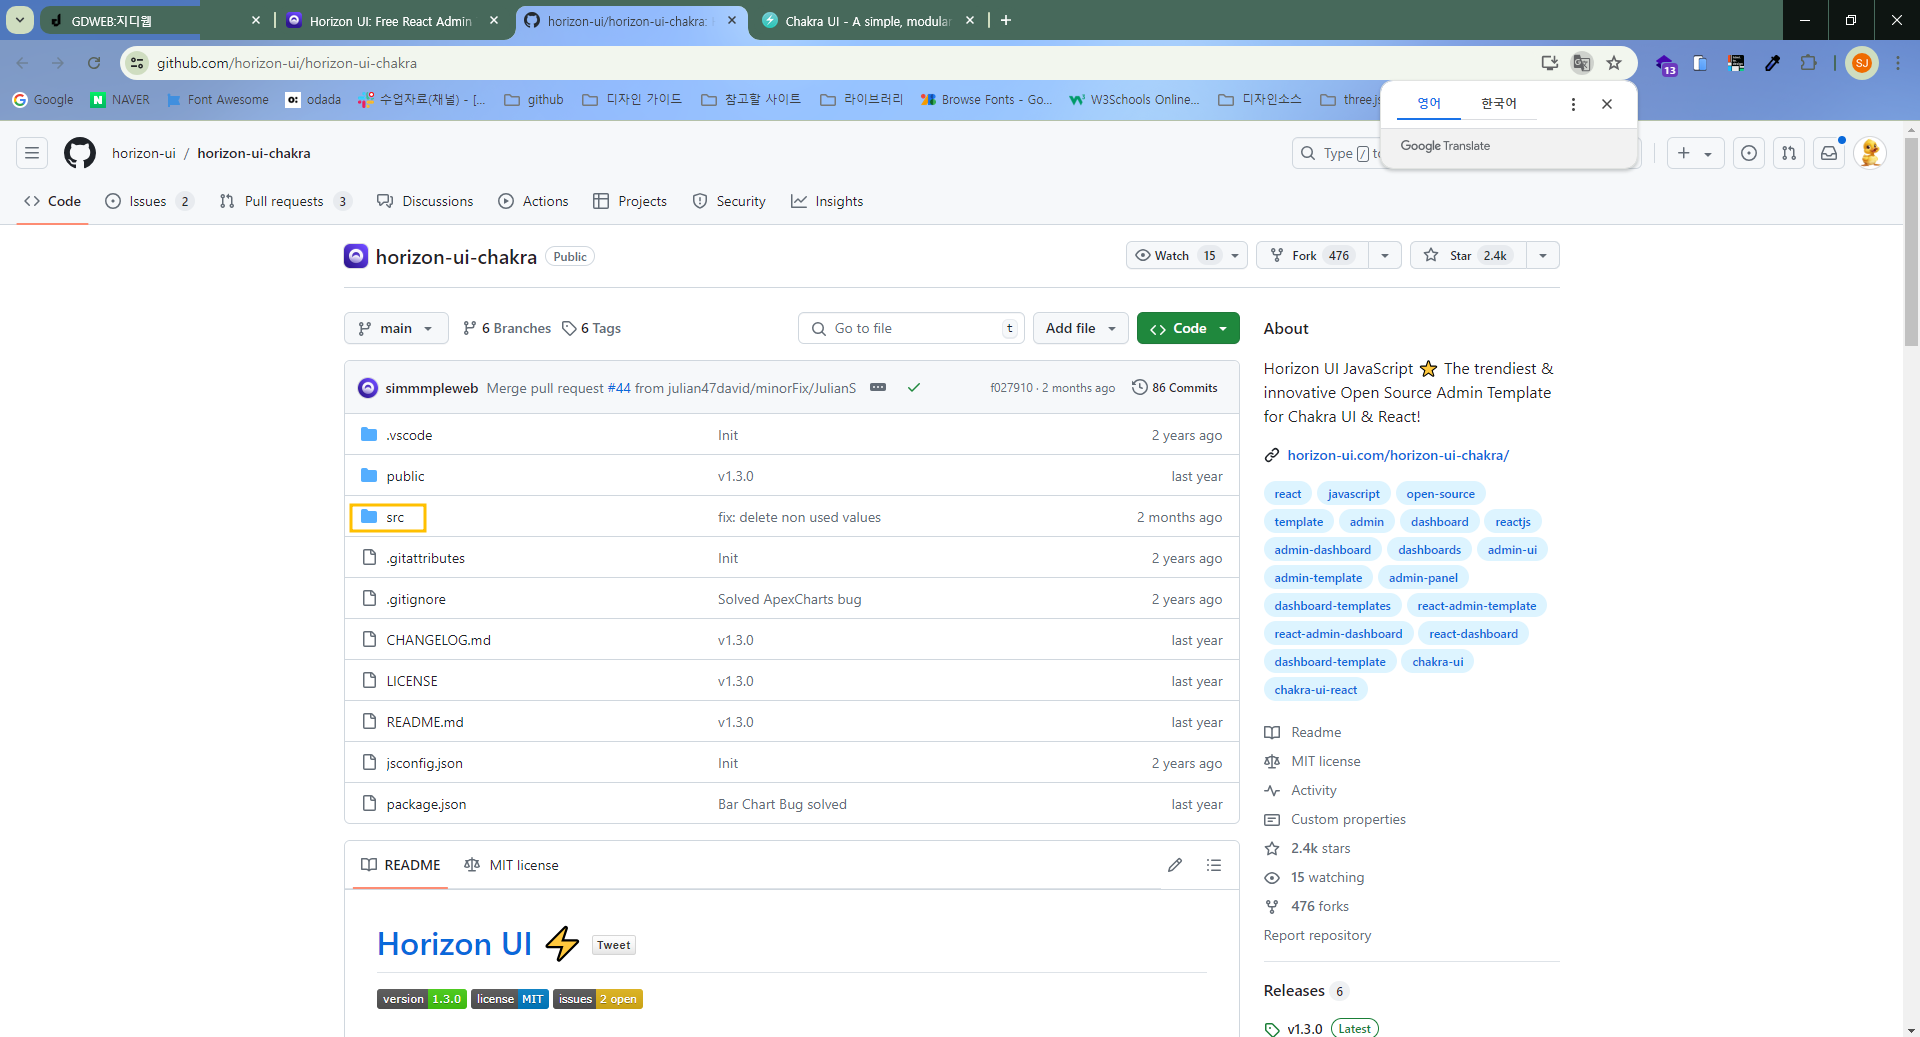 GDWEB:지디웹
Horizon UI: Free React Admin
horizon-ui/horizon-ui-chakra:
Chakra UI - A simple, modular
github.com/horizon-ui/horizon-ui-chakra
13
SJ
Google
NAVER
Font Awesome
odada
수업자료(채널) - [...
github
디자인 가이드
참고할 사이트
라이브러리
Browse Fonts - Go...
W3Schools Online...
디자인소스
three.js
영어
한국어
Google Translate
horizon-ui / horizon-ui-chakra
Type / to
Code
Issues 2
Pull requests 3
Discussions
Actions
Projects
Security
Insights
horizon-ui-chakra Public
Watch 15
Fork 476
Star 2.4k
main
6 Branches
6 Tags
Go to file t
Add file
Code
simmmpleweb Merge pull request #44 from julian47david/minorFix/JulianS
f027910 · 2 months ago
86 Commits
.vscode Init 2 years ago
public v1.3.0 last year
src fix: delete non used values 2 months ago
.gitattributes Init 2 years ago
.gitignore Solved ApexCharts bug 2 years ago
CHANGELOG.md v1.3.0 last year
LICENSE v1.3.0 last year
README.md v1.3.0 last year
jsconfig.json Init 2 years ago
package.json Bar Chart Bug solved last year
README
MIT license
Horizon UI Tweet
version 1.3.0 license MIT issues 2 open
About
Horizon UI JavaScript ⭐ The trendiest &
innovative Open Source Admin Template
for Chakra UI & React!
horizon-ui.com/horizon-ui-chakra/
react javascript open-source
template admin dashboard reactjs
admin-dashboard dashboards admin-ui
admin-template admin-panel
dashboard-templates react-admin-template
react-admin-dashboard react-dashboard
dashboard-template chakra-ui
chakra-ui-react
Readme
MIT license
Activity
Custom properties
2.4k stars
15 watching
476 forks
Report repository
Releases 6
v1.3.0 Latest